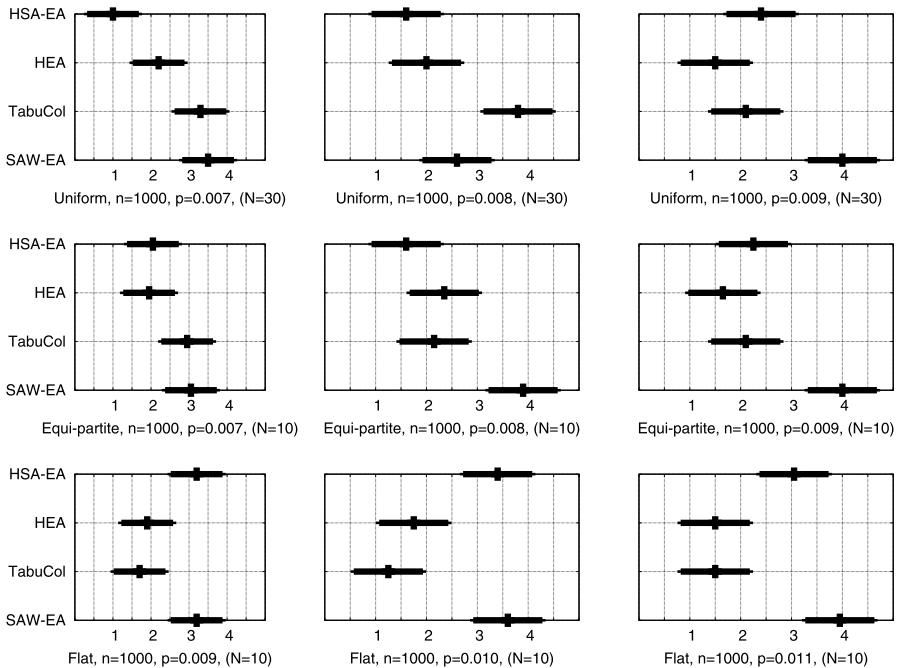 HSA-EA
HEA
TabuCol
SAW-EA
1 2 3 4 1 2 3 4 1 2 3 4
Uniform, n=1000, p=0.007, (N=30) Uniform, n=1000, p=0.008, (N=30) Uniform, n=1000, p=0.009, (N=30)
HSA-EA
HEA
TabuCol
SAW-EA
1 2 3 4 1 2 3 4 1 2 3 4
Equi-partite, n=1000, p=0.007, (N=10) Equi-partite, n=1000, p=0.008, (N=10) Equi-partite, n=1000, p=0.009, (N=10)
HSA-EA
HEA
TabuCol
SAW-EA
1 2 3 4 1 2 3 4 1 2 3 4
Flat, n=1000, p=0.009, (N=10) Flat, n=1000, p=0.010, (N=10) Flat, n=1000, p=0.011, (N=10)